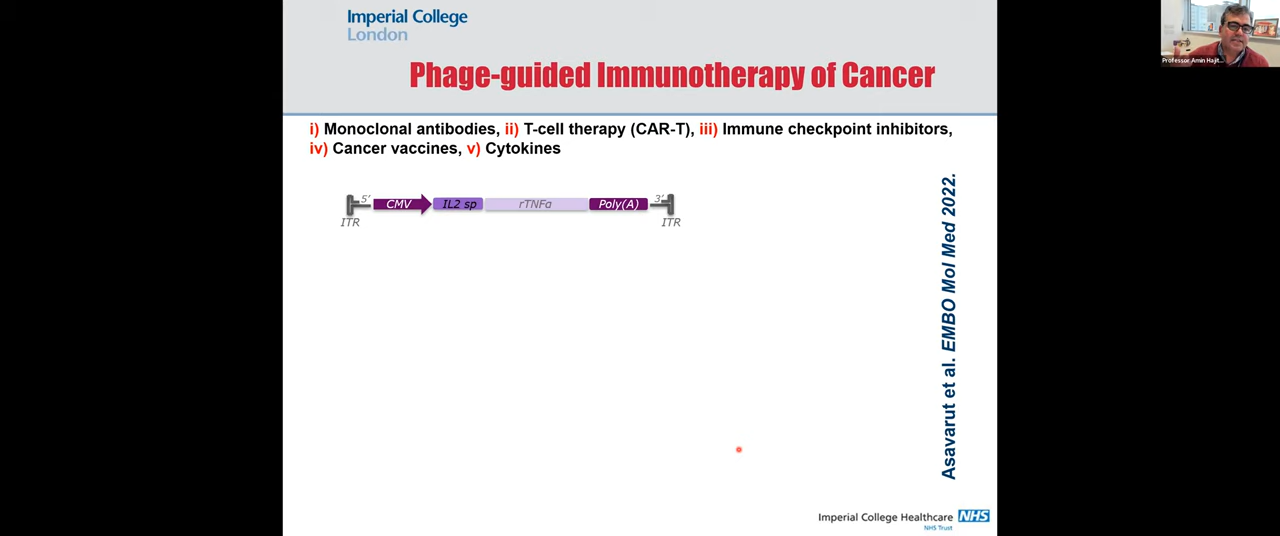 Imperial College
London
Professor Amin Hajit...
Phage-guided Immunotherapy of Cancer
i) Monoclonal antibodies, ii) T-cell therapy (CAR-T), iii) Immune checkpoint inhibitors,
iv) Cancer vaccines, v) Cytokines
5' CMV IL2 sp rTNFα Poly(A) 3'
ITR ITR
Asavarut et al. EMBO Mol Med 2022.
Imperial College Healthcare NHS
NHS Trust